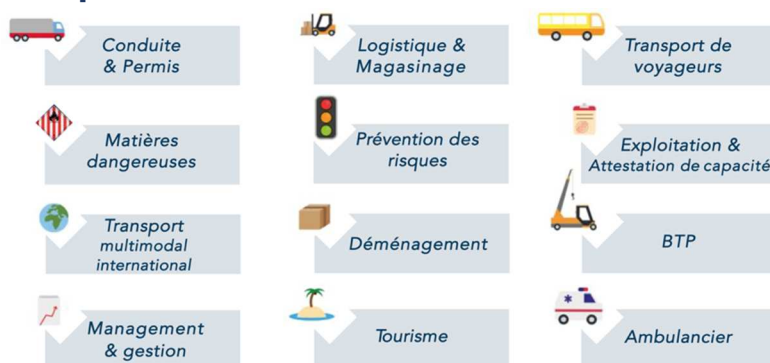 Conduite
& Permis
Logistique &
Magasinage
Transport de
voyageurs
Matières
dangereuses
Prévention des
risques
Exploitation &
Attestation de capacité
Transport
multimodal
international
Déménagement
BTP
Management
& gestion
Tourisme
Ambulancier